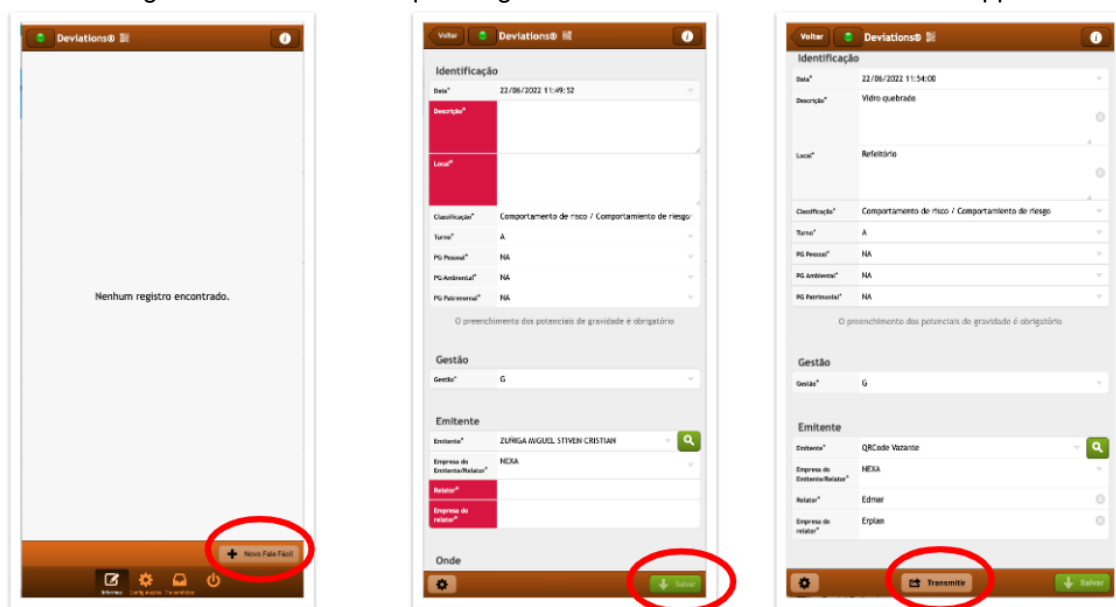 Deviations®
Nenhum registro encontrado.
Novo Fale Fácil
Informes Configurações Transmitidos
Voltar Deviations®
Identificação
Data* 22/06/2022 11:49:52
Descrição*
Local*
Classificação* Comportamento de risco / Comportamiento de riesgo
Turno* A
PG Pessoal* NA
PG Ambiental* NA
PG Patrimonial* NA
O preenchimento dos potenciais de gravidade é obrigatório
Gestão
Gestão* G
Emitente
Emitente* ZUÑIGA MIGUEL STIVEN CRISTIAN
Empresa do
Emitente/Relator* NEXA
Relator*
Empresa do
relator*
Onde
Salvar
Voltar Deviations®
Identificação
Data* 22/06/2022 11:54:00
Descrição* Vidro quebrado
Local* Refeitório
Classificação* Comportamento de risco / Comportamiento de riesgo
Turno* A
PG Pessoal* NA
PG Ambiental* NA
PG Patrimonial* NA
O preenchimento dos potenciais de gravidade é obrigatório
Gestão
Gestão* G
Emitente
Emitente* QRCode Vazante
Empresa do
Emitente/Relator* NEXA
Relator* Edmar
Empresa do
relator* Erplan
Transmitir Salvar